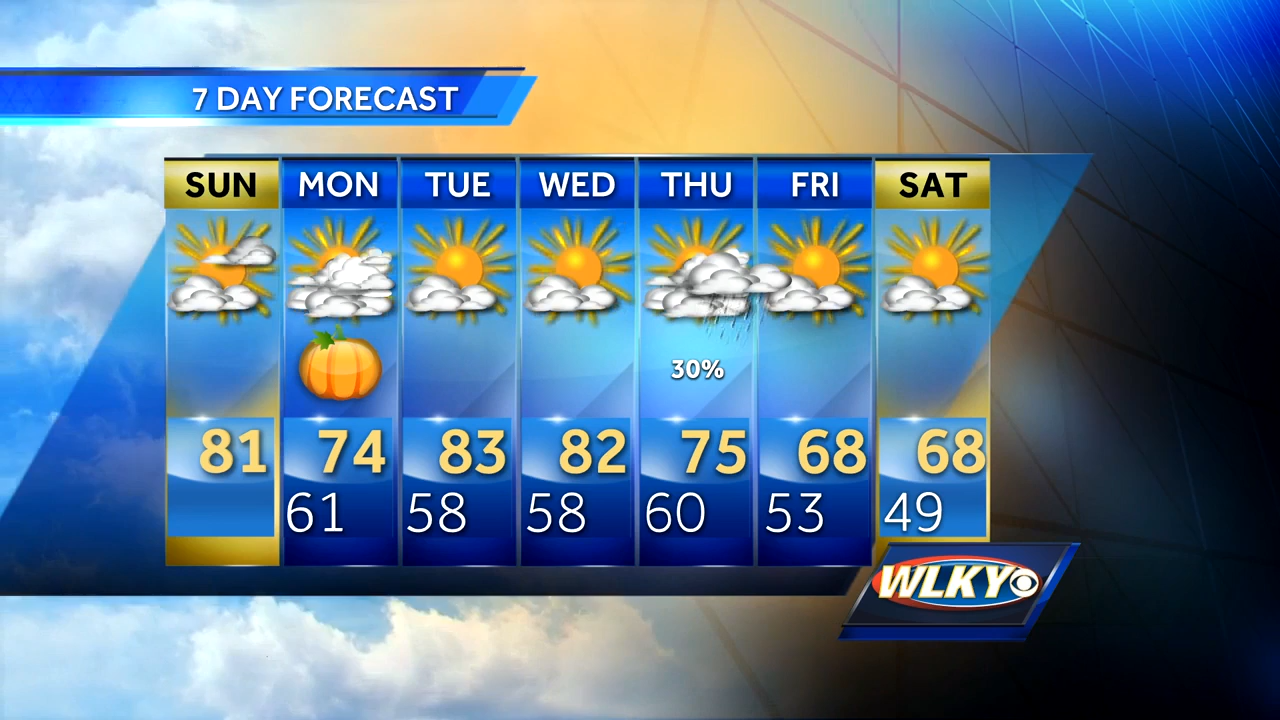 7 DAY FORECAST
SUN MON TUE WED THU FRI SAT
30%
81 74 83 82 75 68 68
61 58 58 60 53 49
WLKY